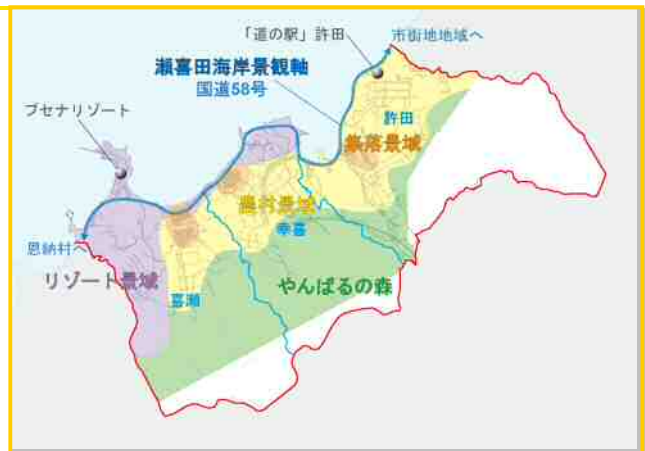 「道の駅」許田
市街地地域へ
瀬喜田海岸景観軸
国道58号
ブセナリゾート
許田
集落景域
農村景域
幸喜
恩納村へ
リゾート景域
やんばるの森
喜瀬